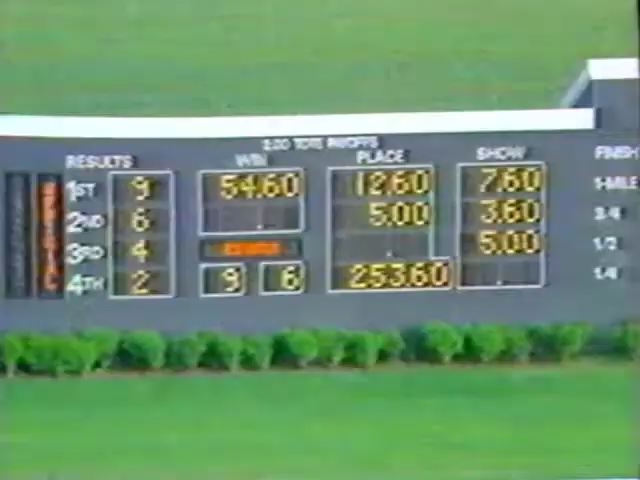 2.00 TOTE PAYOFFS
RESULTS WIN PLACE SHOW FINISH
1ST 9 54.60 12.60 7.60 1-MILE
2ND 6 5.00 3.60 3/4
3RD 4 5.00 1/2
4TH 2 9 6 253.60 1/4
OFFICIAL